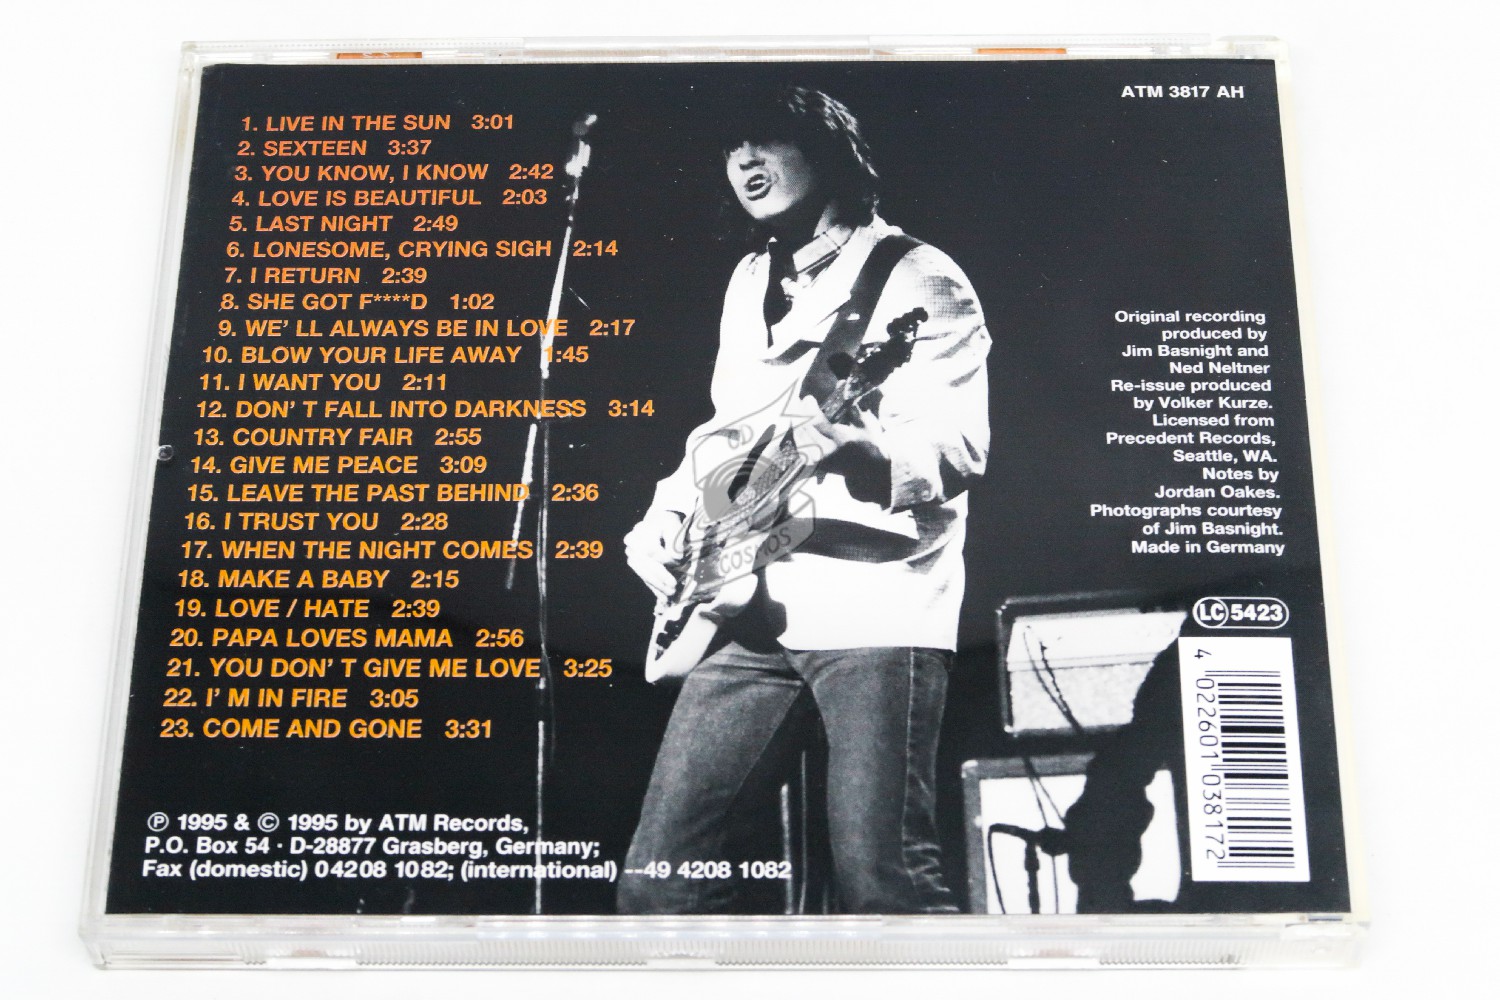 ATM 3817 AH
1. LIVE IN THE SUN 3:01
2. SEXTEEN 3:37
3. YOU KNOW, I KNOW 2:42
4. LOVE IS BEAUTIFUL 2:03
5. LAST NIGHT 2:49
6. LONESOME, CRYING SIGH 2:14
7. I RETURN 2:39
8. SHE GOT F****D 1:02
9. WE' LL ALWAYS BE IN LOVE 2:17
10. BLOW YOUR LIFE AWAY 1:45
11. I WANT YOU 2:11
12. DON' T FALL INTO DARKNESS 3:14
13. COUNTRY FAIR 2:55
14. GIVE ME PEACE 3:09
15. LEAVE THE PAST BEHIND 2:36
16. I TRUST YOU 2:28
17. WHEN THE NIGHT COMES 2:39
18. MAKE A BABY 2:15
19. LOVE / HATE 2:39
20. PAPA LOVES MAMA 2:56
21. YOU DON' T GIVE ME LOVE 3:25
22. I' M IN FIRE 3:05
23. COME AND GONE 3:31
Original recording
produced by
Jim Basnight and
Ned Neltner
Re-issue produced
by Volker Kurze.
Licensed from
Precedent Records,
Seattle, WA.
Notes by
Jordan Oakes.
Photographs courtesy
of Jim Basnight.
Made in Germany
LC 5423
4 022601 038172
CD
COSMOS
℗ 1995 & © 1995 by ATM Records,
P.O. Box 54 · D-28877 Grasberg, Germany;
Fax (domestic) 0 42 08 10 82; (international) --49 4208 1082